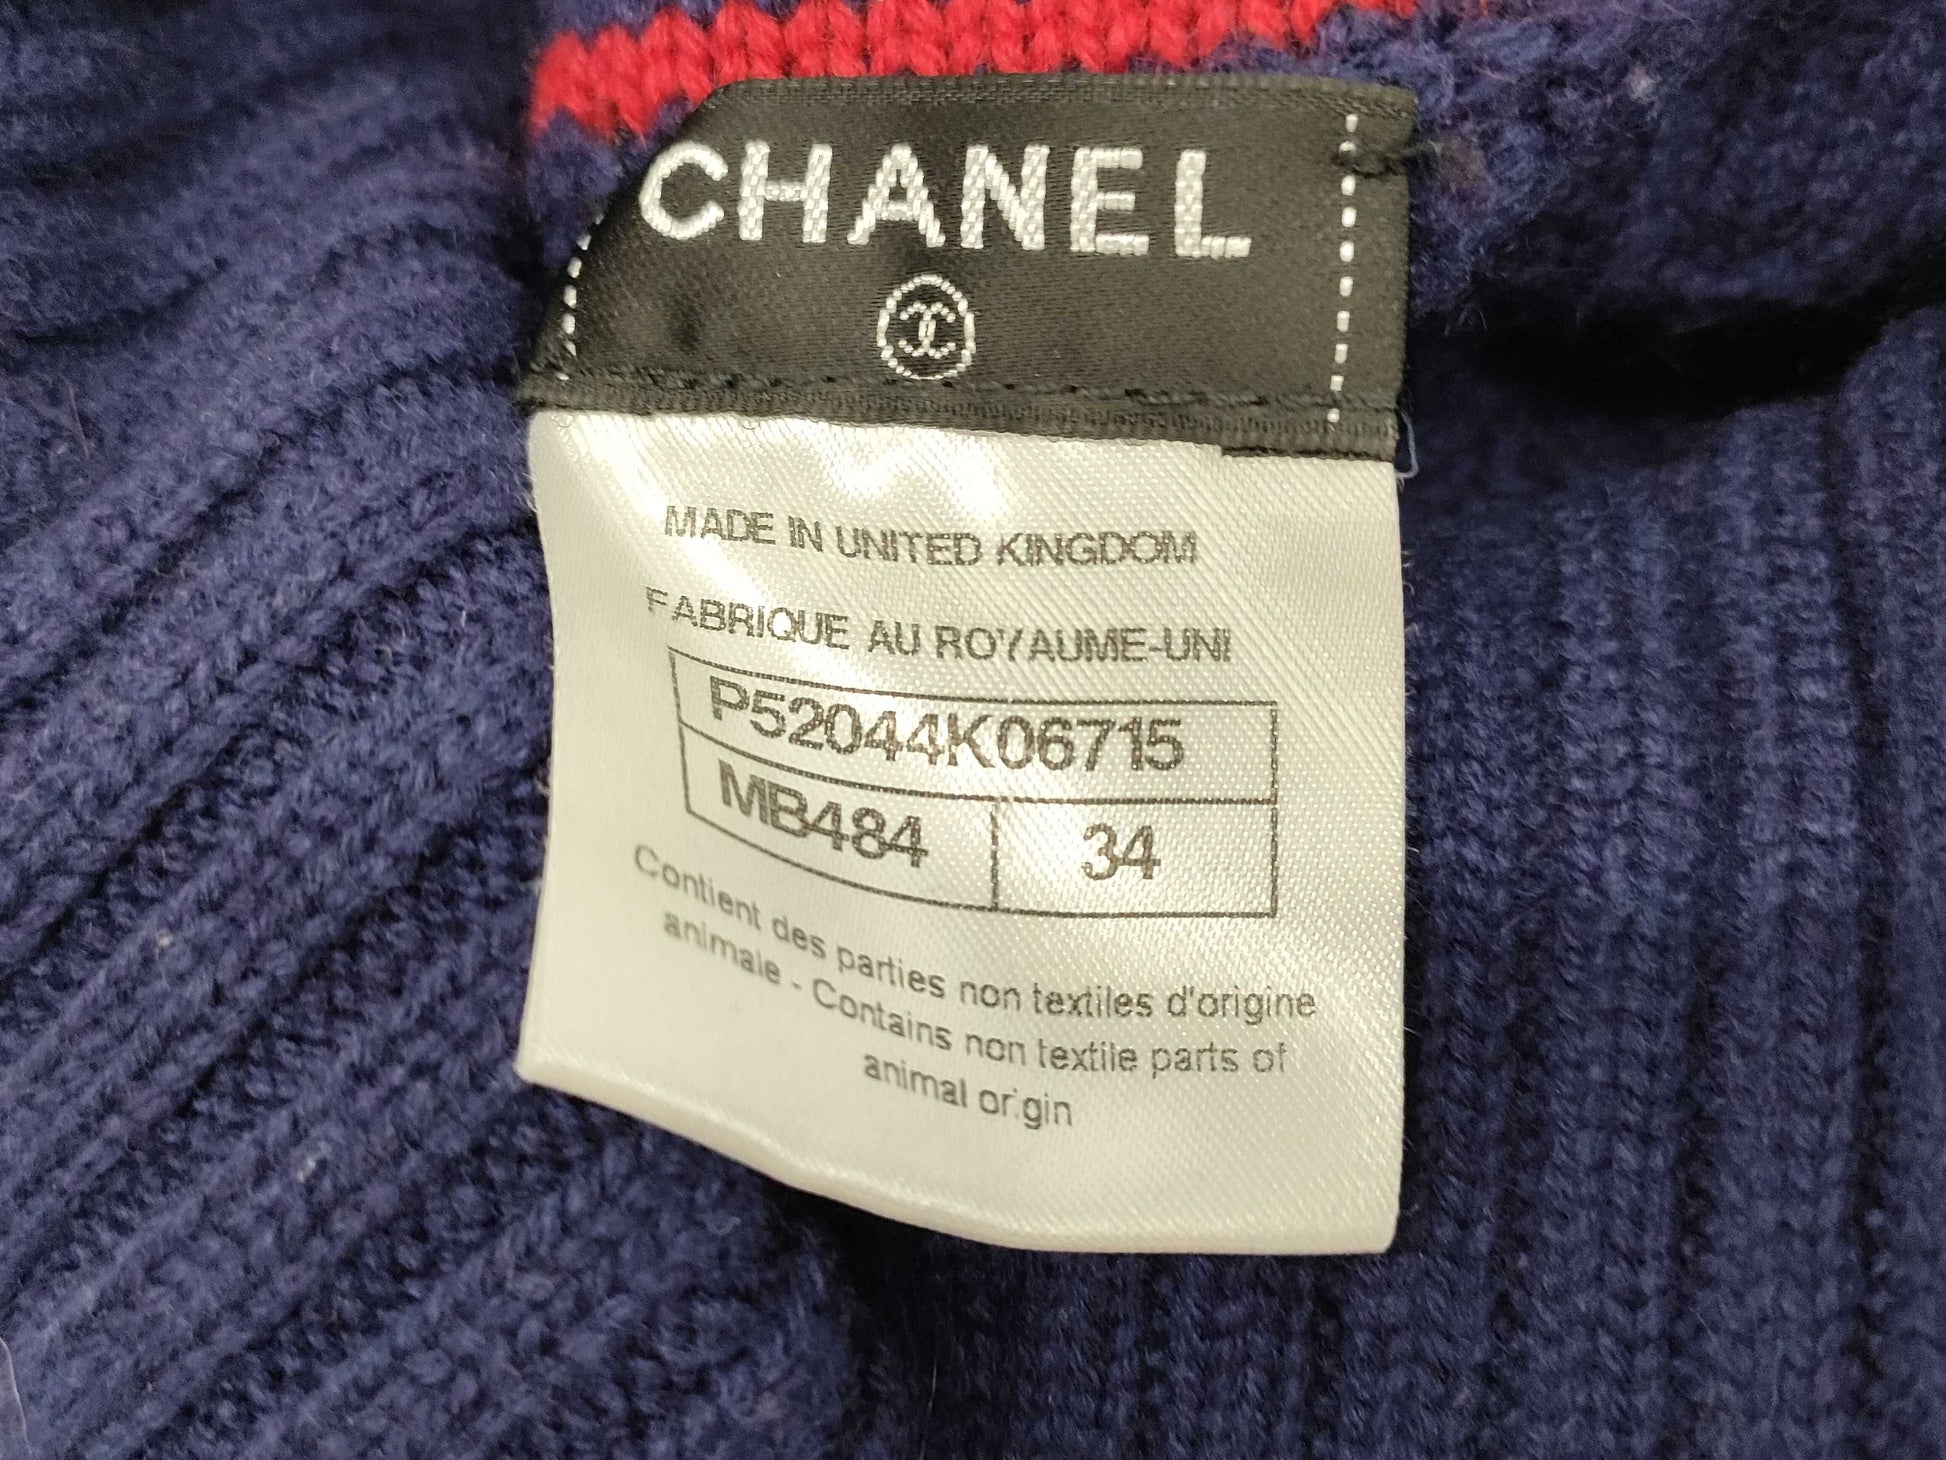 CHANEL
MADE IN UNITED KINGDOM
FABRIQUE AU ROYAUME-UNI
P52044K06715
MB484 34
Contient des parties non textiles d'origine
animale - Contains non textile parts of
animal origin